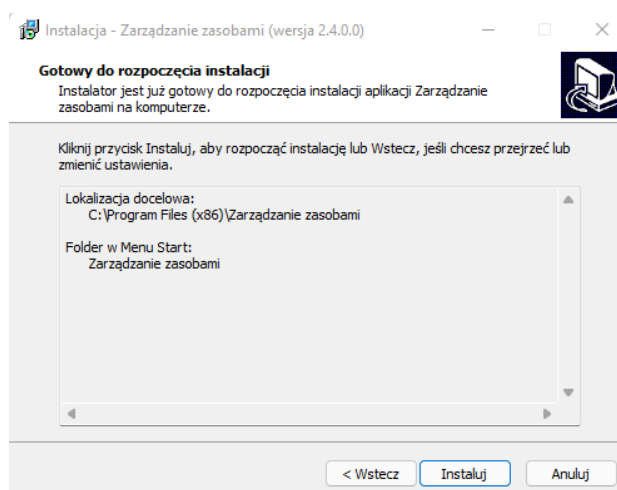 Instalacja - Zarządzanie zasobami (wersja 2.4.0.0)
Gotowy do rozpoczęcia instalacji
Instalator jest już gotowy do rozpoczęcia instalacji aplikacji Zarządzanie
zasobami na komputerze.
Kliknij przycisk Instaluj, aby rozpocząć instalację lub Wstecz, jeśli chcesz przejrzeć lub
zmienić ustawienia.
Lokalizacja docelowa:
C:\Program Files (x86)\Zarządzanie zasobami
Folder w Menu Start:
Zarządzanie zasobami
< Wstecz
Instaluj
Anuluj